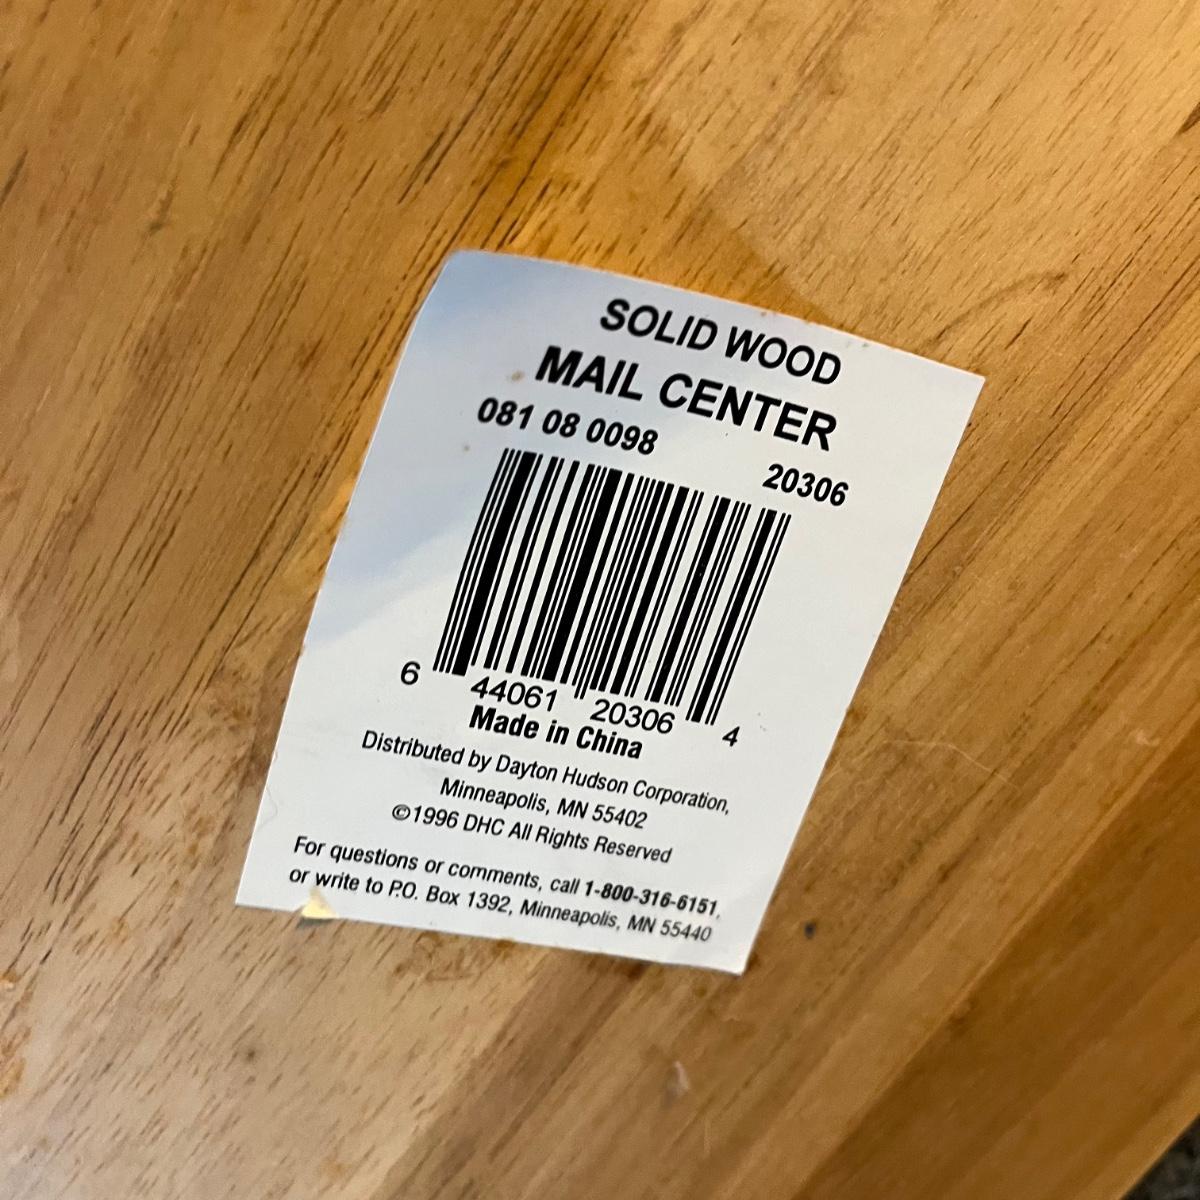 SOLID WOOD
MAIL CENTER
081 08 0098
20306
6 44061 20306 4
Made in China
Distributed by Dayton Hudson Corporation,
Minneapolis, MN 55402
©1996 DHC All Rights Reserved
For questions or comments, call 1-800-316-6151,
or write to P.O. Box 1392, Minneapolis, MN 55440